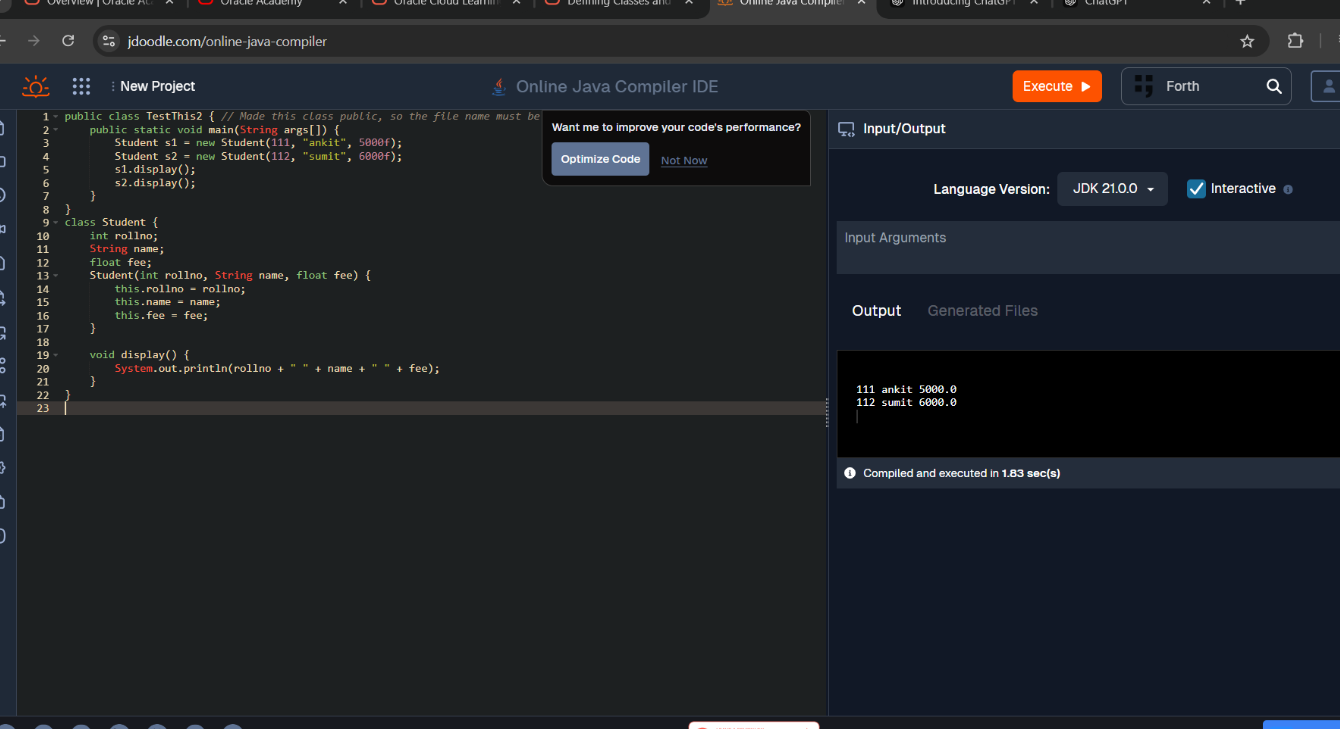 Overview | Oracle Ac
Oracle Academy
Oracle Cloud Learnin
Defining Classes and
Online Java Compiler
Introducing ChatGPT
ChatGPT
jdoodle.com/online-java-compiler
New Project
Online Java Compiler IDE
Execute
Forth
1 public class TestThis2 { // Made this class public, so the file name must be
2 public static void main(String args[]) {
3 Student s1 = new Student(111, "ankit", 5000f);
4 Student s2 = new Student(112, "sumit", 6000f);
5 s1.display();
6 s2.display();
7 }
8 }
9 class Student {
10 int rollno;
11 String name;
12 float fee;
13 Student(int rollno, String name, float fee) {
14 this.rollno = rollno;
15 this.name = name;
16 this.fee = fee;
17 }
18
19 void display() {
20 System.out.println(rollno + " " + name + " " + fee);
21 }
22 }
23
Want me to improve your code's performance?
Optimize Code
Not Now
Input/Output
Language Version:
JDK 21.0.0
Interactive
Input Arguments
Output
Generated Files
111 ankit 5000.0
112 sumit 6000.0
Compiled and executed in 1.83 sec(s)